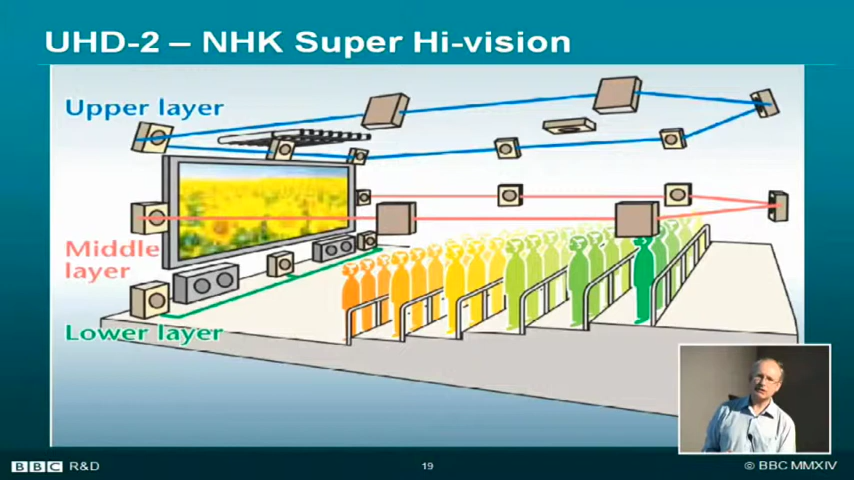 UHD-2 – NHK Super Hi-vision
Upper layer
Middle
layer
Lower layer
BBC R&D
19
© BBC MMXIV